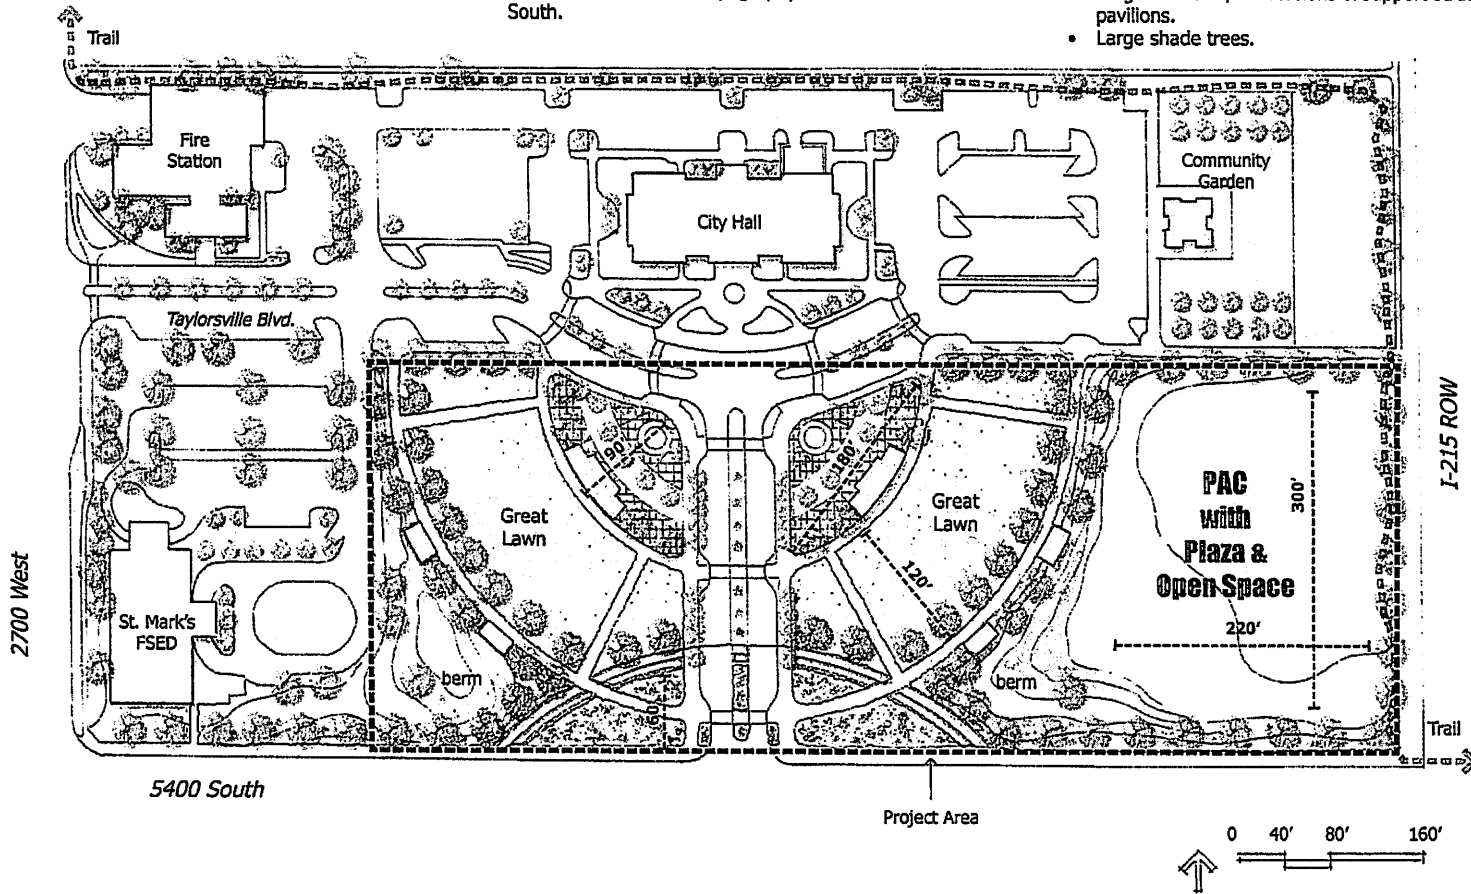 South.
pavilions.
• Large shade trees.
Trail
Fire
Station
City Hall
Community
Garden
Taylorsville Blvd.
90'
180'
Great
Lawn
Great
Lawn
120'
PAC
with
Plaza &
Open Space
300'
220'
I-215 ROW
2700 West
St. Mark's
FSED
berm
berm
60'
Trail
5400 South
Project Area
0 40' 80' 160'